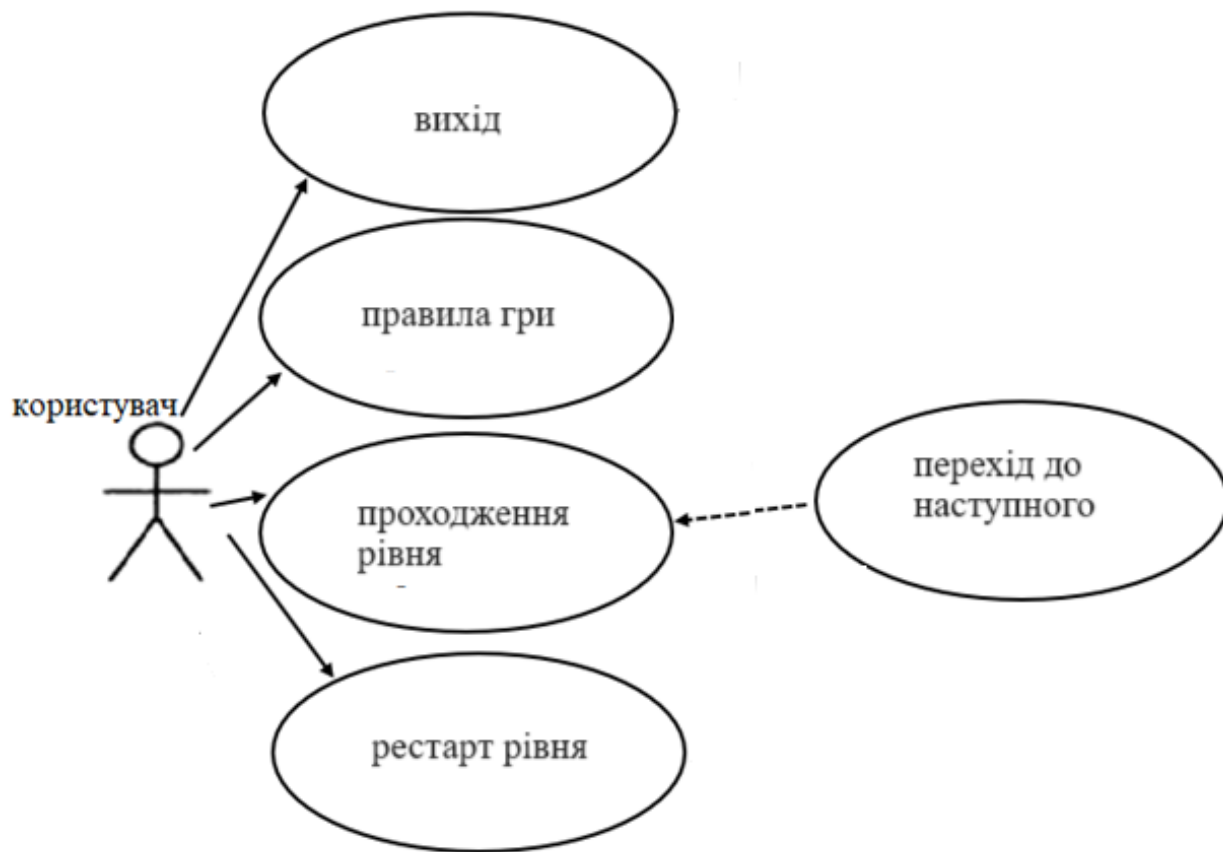 вихід
правила гри
користувач
проходження
рівня
перехід до
наступного
рестарт рівня